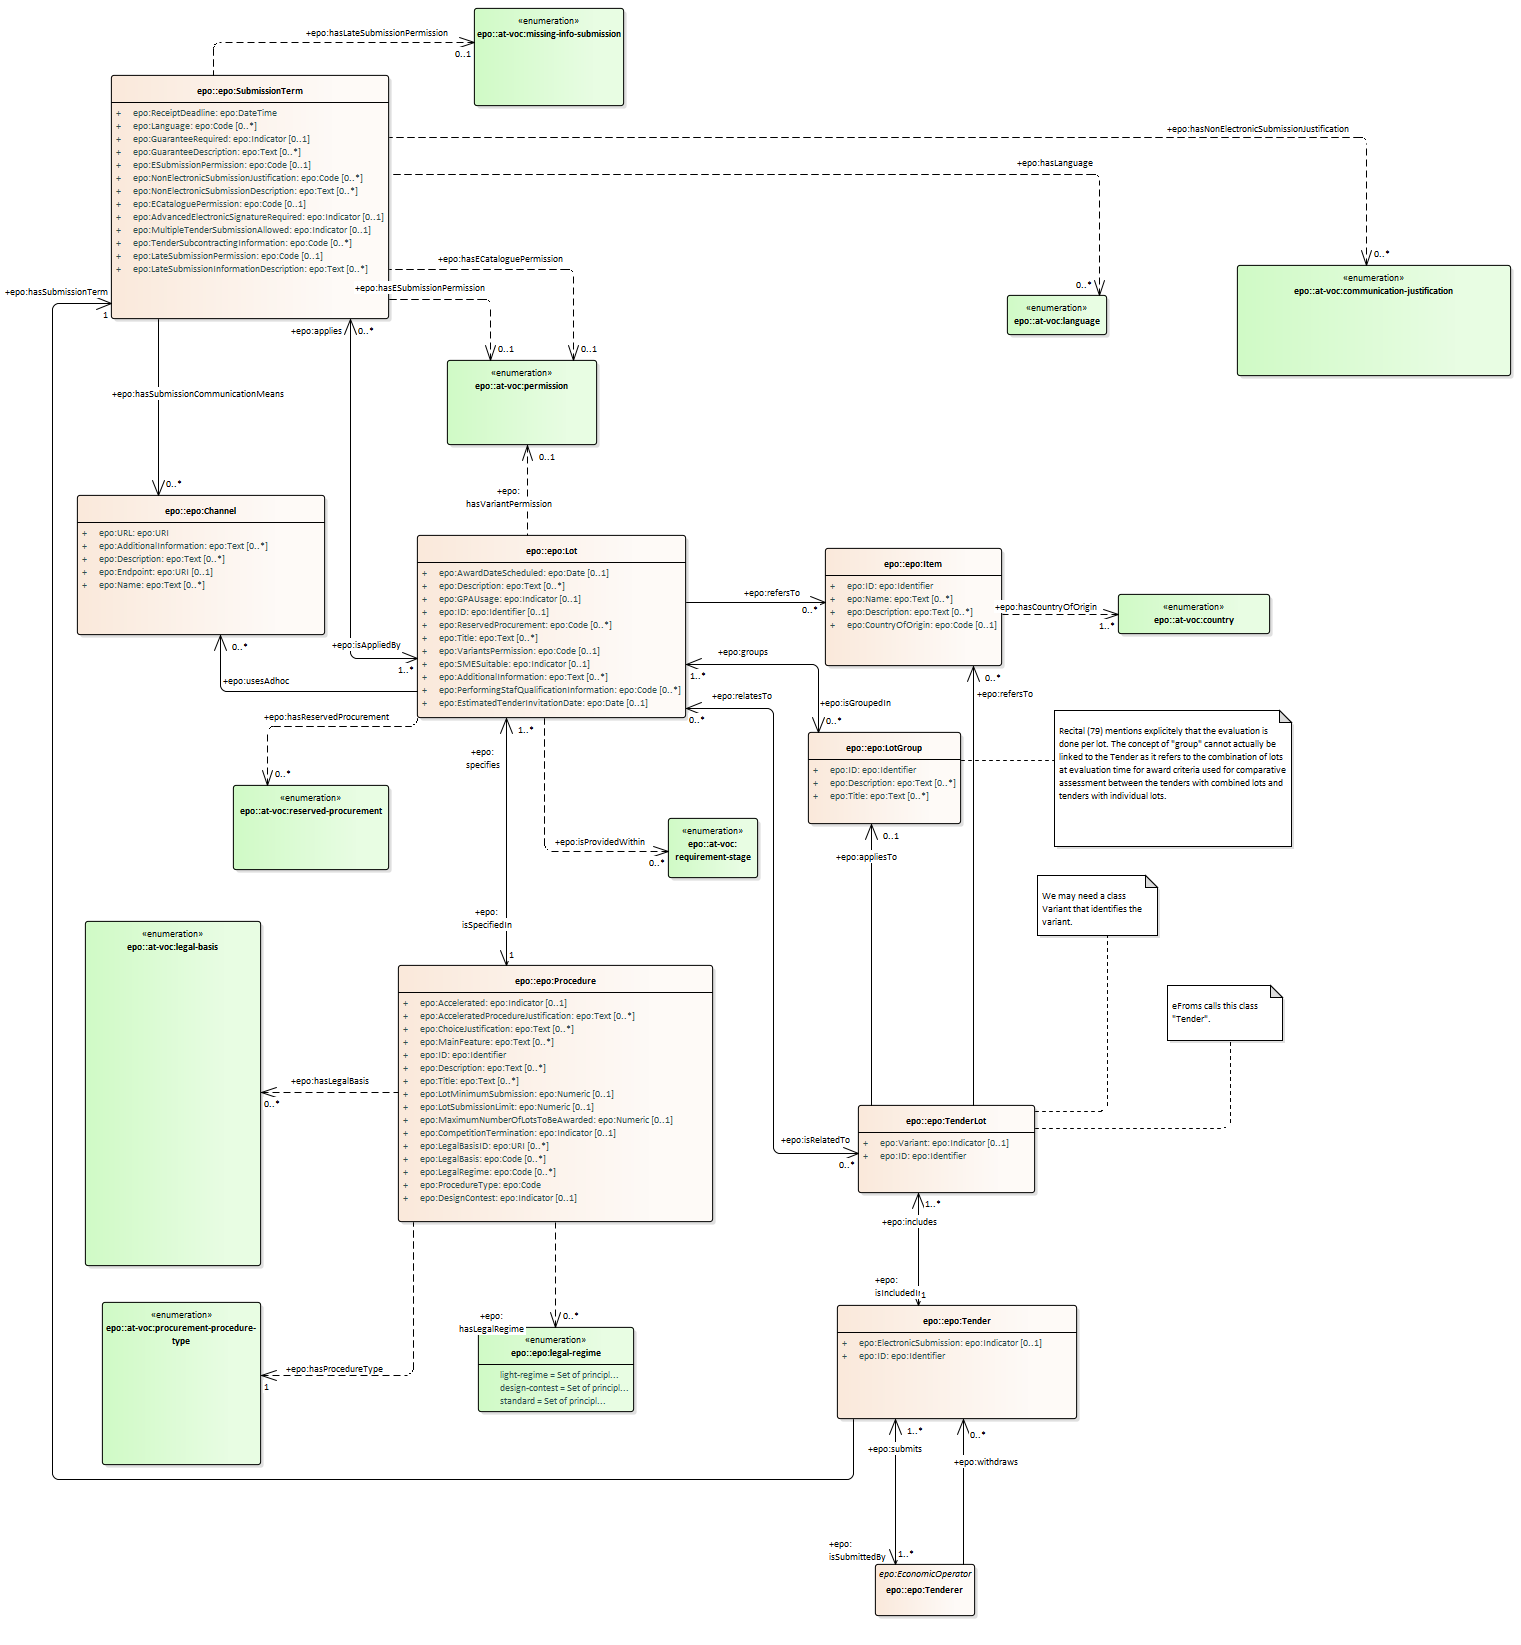 «enumeration»
epo::at-voc:missing-info-submission
+epo:hasLateSubmissionPermission
0..1
epo::epo:SubmissionTerm
+ epo:ReceiptDeadline: epo:DateTime
+ epo:Language: epo:Code [0..*]
+ epo:GuaranteeRequired: epo:Indicator [0..1]
+ epo:GuaranteeDescription: epo:Text [0..*]
+ epo:ESubmissionPermission: epo:Code [0..1]
+ epo:NonElectronicSubmissionJustification: epo:Code [0..*]
+ epo:NonElectronicSubmissionDescription: epo:Text [0..*]
+ epo:ECataloguePermission: epo:Code [0..1]
+ epo:AdvancedElectronicSignatureRequired: epo:Indicator [0..1]
+ epo:MultipleTenderSubmissionAllowed: epo:Indicator [0..1]
+ epo:TenderSubcontractingInformation: epo:Code [0..*]
+ epo:LateSubmissionPermission: epo:Code [0..1]
+ epo:LateSubmissionInformationDescription: epo:Text [0..*]
+epo:hasNonElectronicSubmissionJustification
0..*
+epo:hasLanguage
0..*
«enumeration»
epo::at-voc:communication-justification
«enumeration»
epo::at-voc:language
+epo:hasECataloguePermission
0..1
+epo:hasESubmissionPermission
0..1
+epo:hasSubmissionTerm
1
+epo:applies
0..*
«enumeration»
epo::at-voc:permission
+epo:hasSubmissionCommunicationMeans
0..*
0..1
+epo:
hasVariantPermission
epo::epo:Channel
+ epo:URL: epo:URI
+ epo:AdditionalInformation: epo:Text [0..*]
+ epo:Description: epo:Text [0..*]
+ epo:Endpoint: epo:URI [0..1]
+ epo:Name: epo:Text [0..*]
epo::epo:Lot
+ epo:AwardDateScheduled: epo:Date [0..1]
+ epo:Description: epo:Text [0..*]
+ epo:GPAUsage: epo:Indicator [0..1]
+ epo:ID: epo:Identifier [0..1]
+ epo:ReservedProcurement: epo:Code [0..*]
+ epo:Title: epo:Text [0..*]
+ epo:VariantsPermission: epo:Code [0..1]
+ epo:SMESuitable: epo:Indicator [0..1]
+ epo:AdditionalInformation: epo:Text [0..*]
+ epo:PerformingStafQualificationInformation: epo:Code [0..*]
+ epo:EstimatedTenderInvitationDate: epo:Date [0..1]
+epo:refersTo
0..*
epo::epo:Item
+ epo:ID: epo:Identifier
+ epo:Name: epo:Text [0..*]
+ epo:Description: epo:Text [0..*]
+ epo:CountryOfOrigin: epo:Code [0..1]
+epo:hasCountryOfOrigin
1..*
«enumeration»
epo::at-voc:country
+epo:isAppliedBy
1..*
0..*
+epo:usesAdhoc
+epo:groups
1..*
+epo:relatesTo
0..*
+epo:isGroupedIn
0..*
0..*
+epo:refersTo
+epo:hasReservedProcurement
0..*
«enumeration»
epo::at-voc:reserved-procurement
1..*
+epo:
specifies
epo::epo:LotGroup
+ epo:ID: epo:Identifier
+ epo:Description: epo:Text [0..*]
+ epo:Title: epo:Text [0..*]
Recital (79) mentions explicitly that the evaluation is
done per lot. The concept of "group" cannot actually be
linked to the Tender as it refers to the combination of lots
at evaluation time for award criteria used for comparative
assessment between the tenders with combined lots and
tenders with individual lots.
«enumeration»
epo::at-voc:
requirement-stage
+epo:isProvidedWithin
0..*
0..1
+epo:appliesTo
We may need a class
Variant that identifies the
variant.
+epo:
isSpecifiedIn
1
«enumeration»
epo::at-voc:legal-basis
epo::epo:Procedure
+ epo:Accelerated: epo:Indicator [0..1]
+ epo:AcceleratedProcedureJustification: epo:Text [0..*]
+ epo:ChoiceJustification: epo:Text [0..*]
+ epo:MainFeature: epo:Text [0..*]
+ epo:ID: epo:Identifier
+ epo:Description: epo:Text [0..*]
+ epo:Title: epo:Text [0..*]
+ epo:LotMinimumSubmission: epo:Numeric [0..1]
+ epo:LotSubmissionLimit: epo:Numeric [0..1]
+ epo:MaximumNumberOfLotsToBeAwarded: epo:Numeric [0..1]
+ epo:CompetitionTermination: epo:Indicator [0..1]
+ epo:LegalBasisID: epo:URI [0..*]
+ epo:LegalBasis: epo:Code [0..*]
+ epo:LegalRegime: epo:Code [0..*]
+ epo:ProcedureType: epo:Code
+ epo:DesignContest: epo:Indicator [0..1]
eFroms calls this class
"Tender".
+epo:hasLegalBasis
0..*
epo::epo:TenderLot
+ epo:Variant: epo:Indicator [0..1]
+ epo:ID: epo:Identifier
+epo:isRelatedTo
0..*
1..*
+epo:includes
+epo:
isIncludedIn
1
«enumeration»
epo::at-voc:procurement-procedure-
type
+epo:hasProcedureType
1
+epo:
hasLegalRegime
0..*
«enumeration»
epo::epo:legal-regime
light-regime = Set of principl...
design-contest = Set of principl...
standard = Set of principl...
epo::epo:Tender
+ epo:ElectronicSubmission: epo:Indicator [0..1]
+ epo:ID: epo:Identifier
1..*
+epo:submits
0..*
+epo:withdraws
+epo:
isSubmittedBy
1..*
epo:EconomicOperator
epo::epo:Tenderer